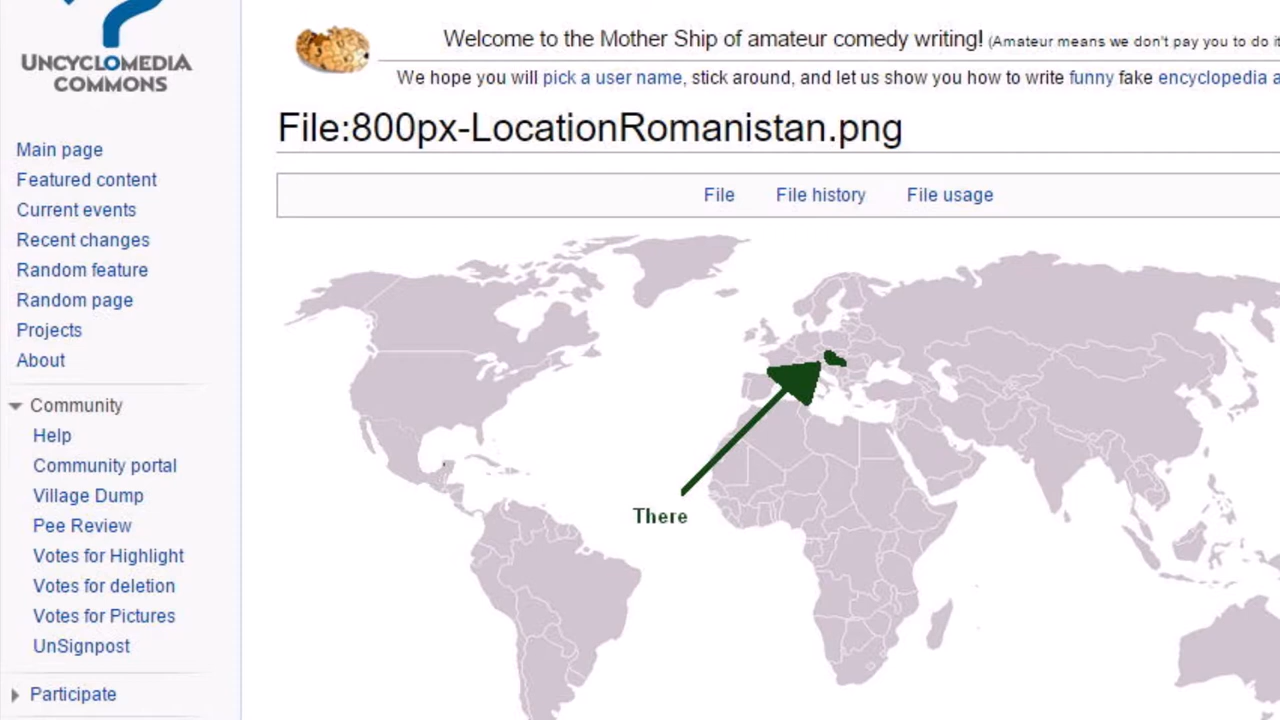 UNCYCLOMEDIA
COMMONS
Main page
Featured content
Current events
Recent changes
Random feature
Random page
Projects
About
Community
Help
Community portal
Village Dump
Pee Review
Votes for Highlight
Votes for deletion
Votes for Pictures
UnSignpost
Participate
Welcome to the Mother Ship of amateur comedy writing! (Amateur means we don't pay you to do it
We hope you will pick a user name, stick around, and let us show you how to write funny fake encyclopedia a
File:800px-LocationRomanistan.png
File File history File usage
There